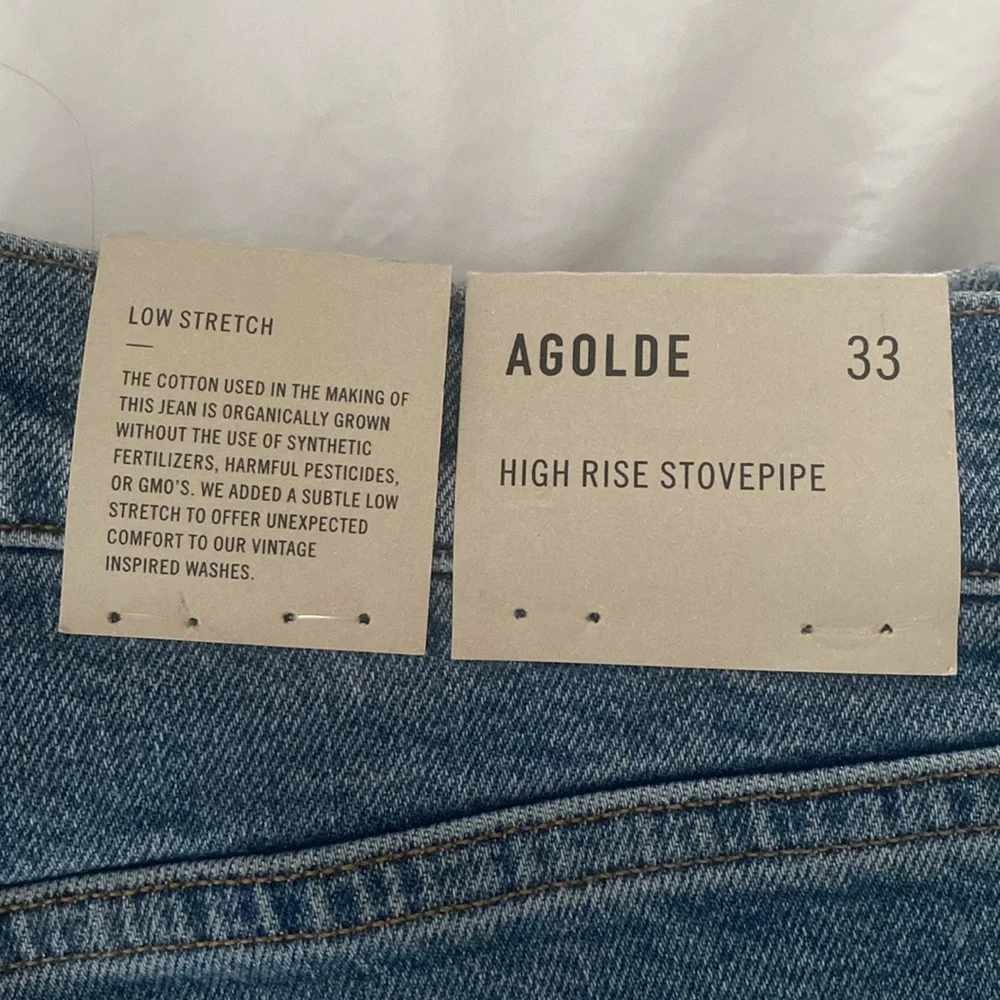 LOW STRETCH
THE COTTON USED IN THE MAKING OF
THIS JEAN IS ORGANICALLY GROWN
WITHOUT THE USE OF SYNTHETIC
FERTILIZERS, HARMFUL PESTICIDES,
OR GMO'S. WE ADDED A SUBTLE LOW
STRETCH TO OFFER UNEXPECTED
COMFORT TO OUR VINTAGE
INSPIRED WASHES.
AGOLDE 33
HIGH RISE STOVEPIPE